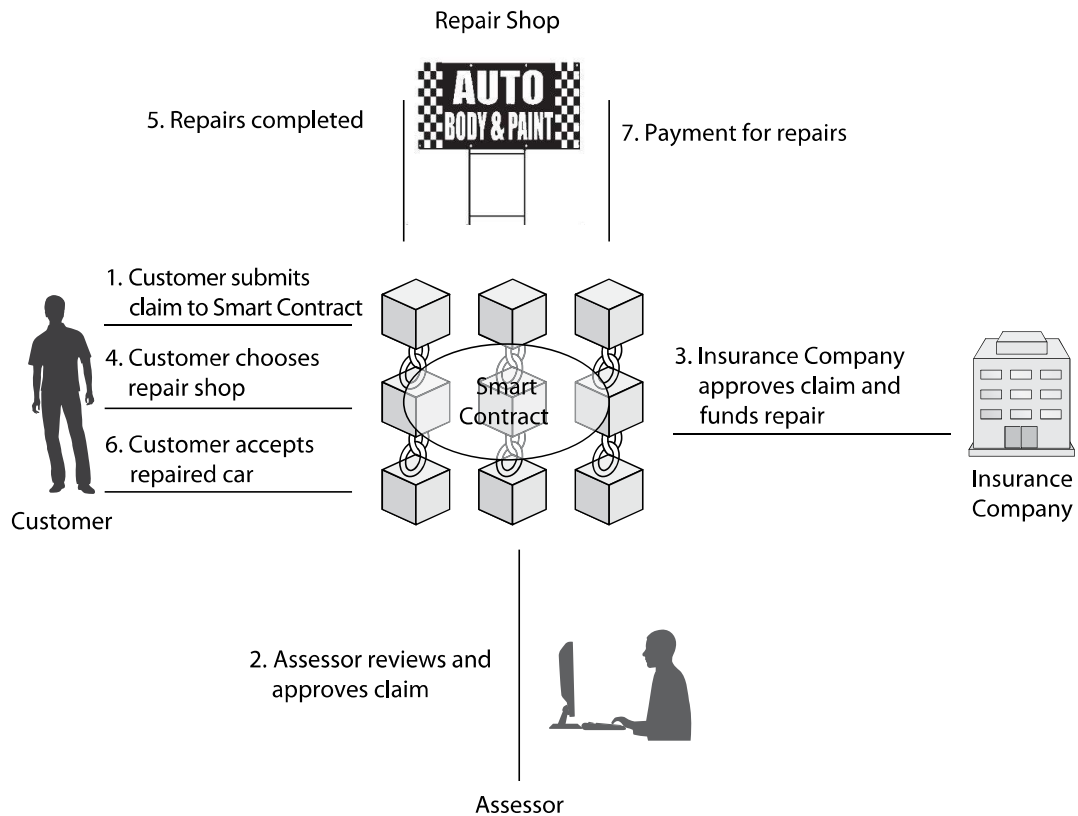 Repair Shop
AUTO
BODY & PAINT
5. Repairs completed
7. Payment for repairs
1. Customer submits
claim to Smart Contract
4. Customer chooses
repair shop
6. Customer accepts
repaired car
Customer
Smart
Contract
3. Insurance Company
approves claim and
funds repair
Insurance
Company
2. Assessor reviews and
approves claim
Assessor